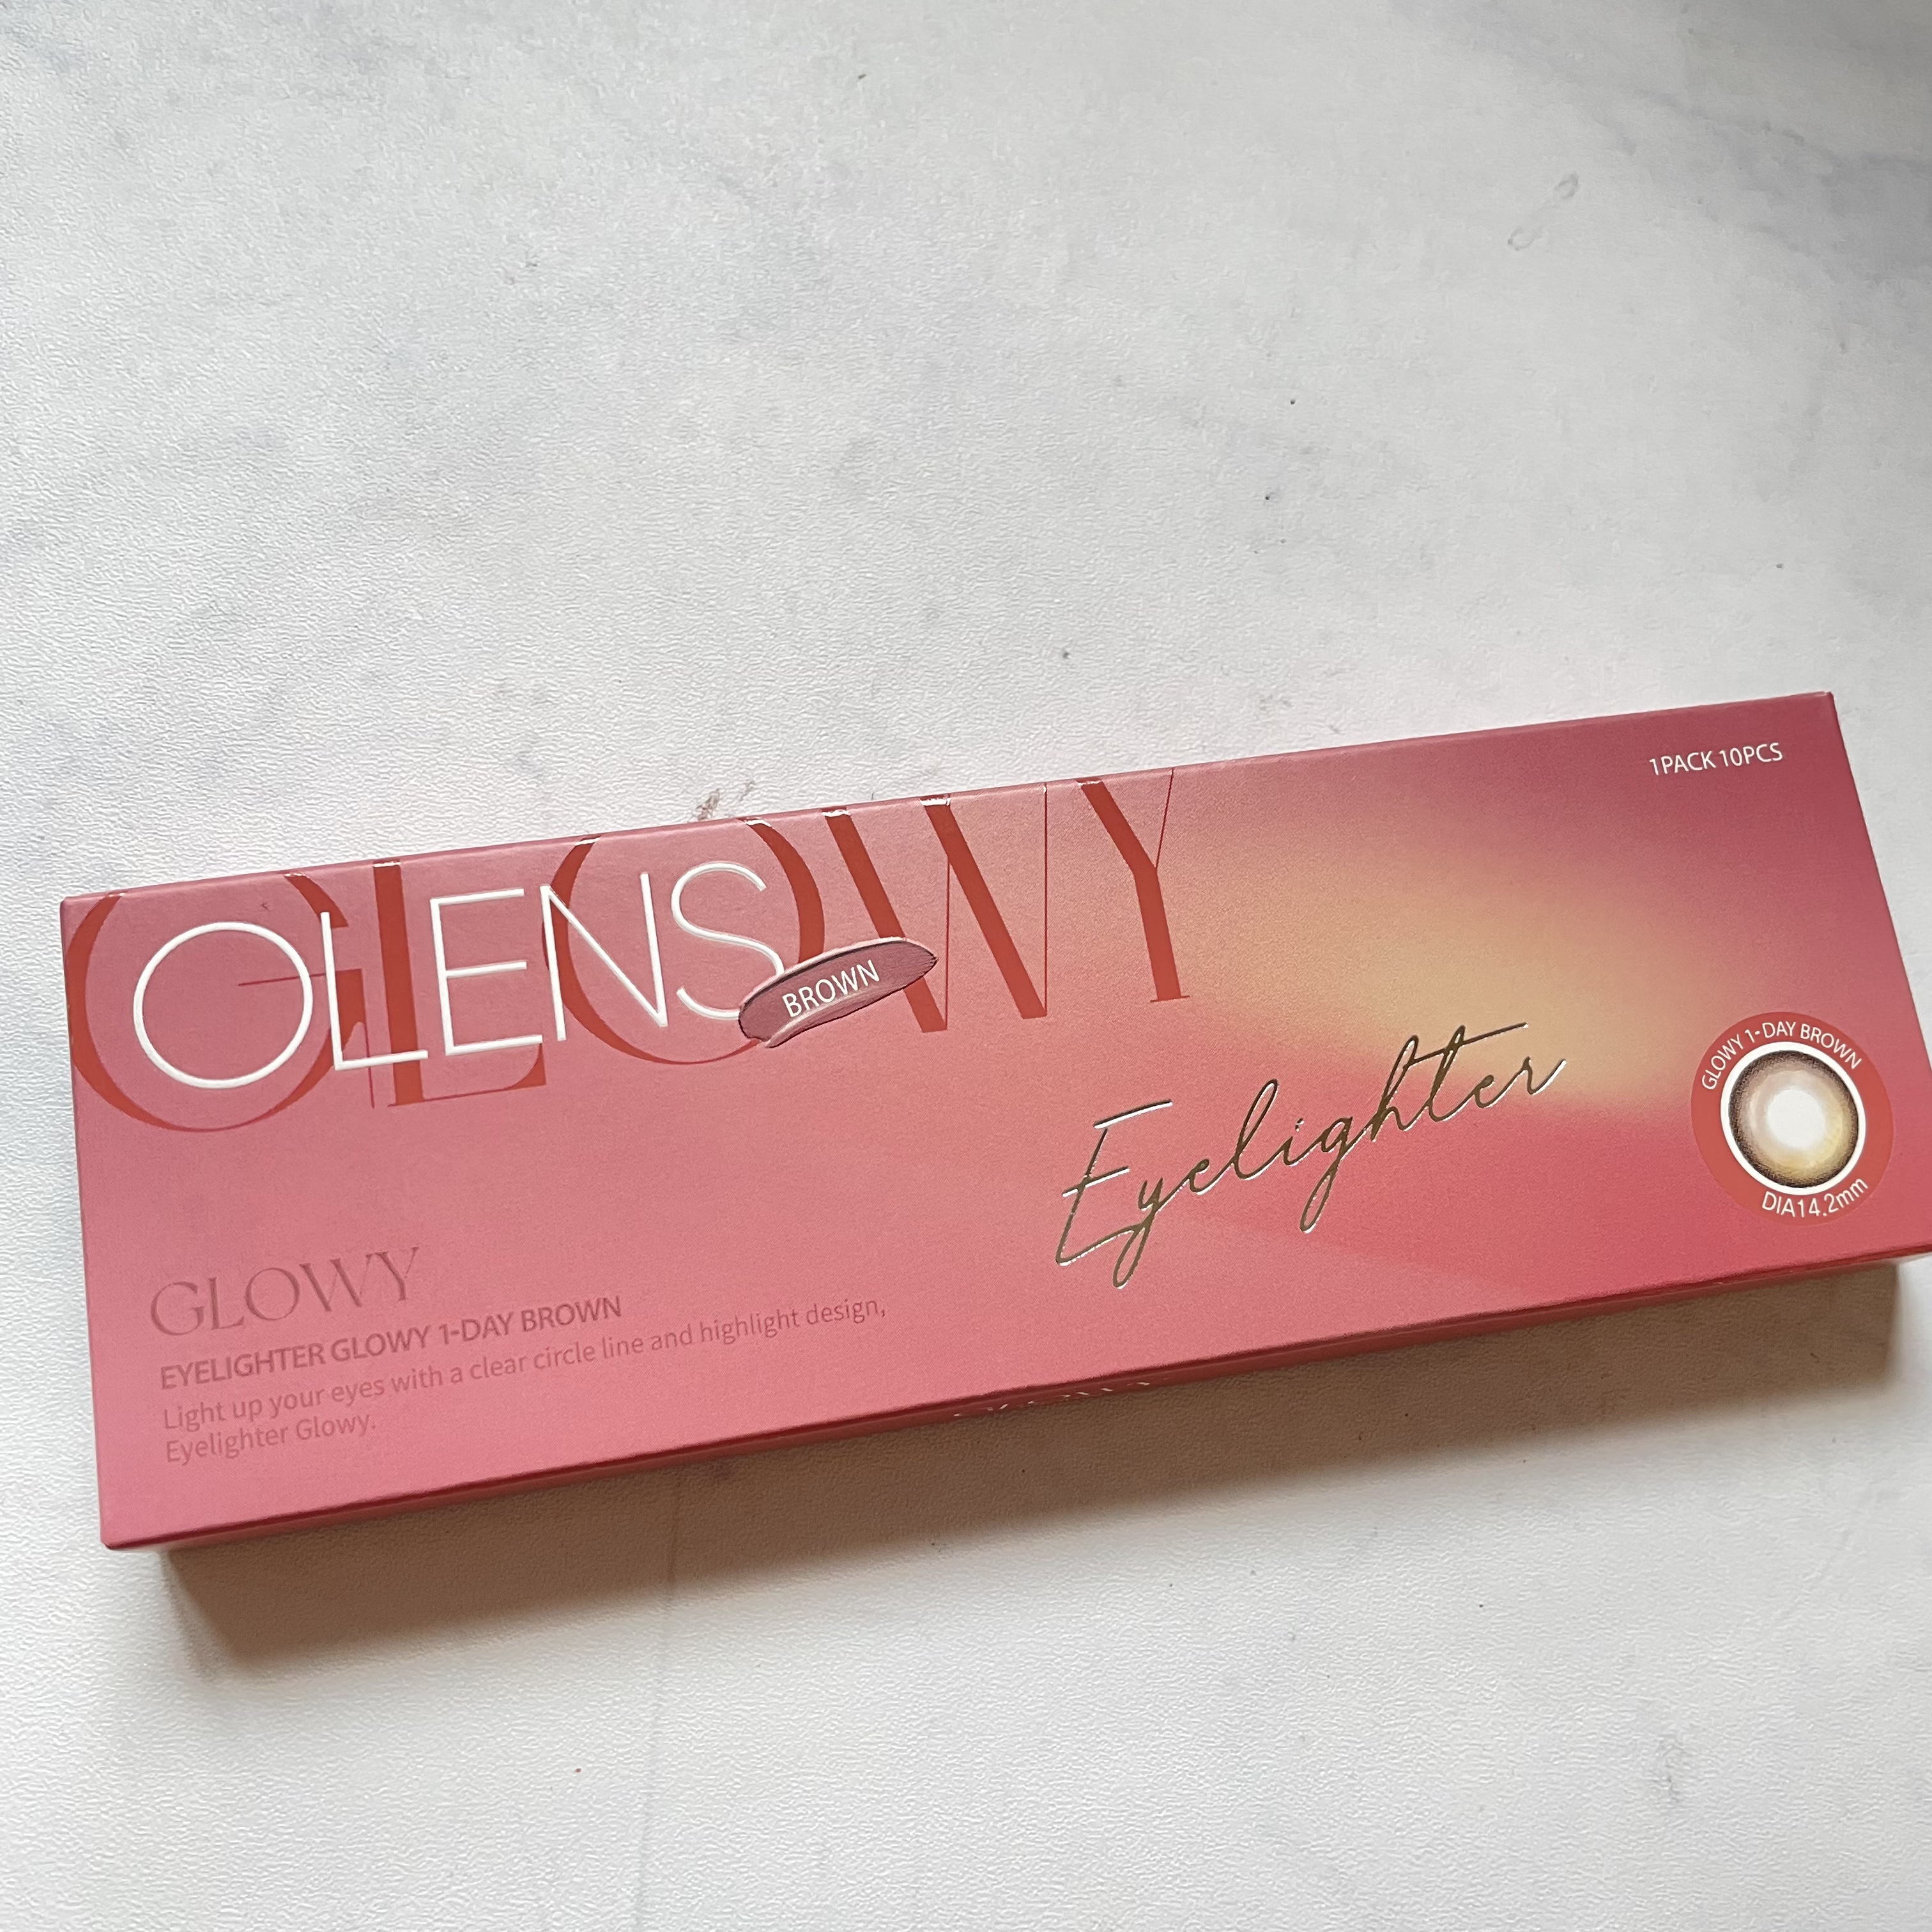 1PACK 10PCS
GLOWY
OLENS
BROWN
Eyelighter
GLOWY 1-DAY BROWN
DIA14.2mm
GLOWY
EYELIGHTER GLOWY 1-DAY BROWN
Light up your eyes with a clear circle line and highlight design,
Eyelighter Glowy.